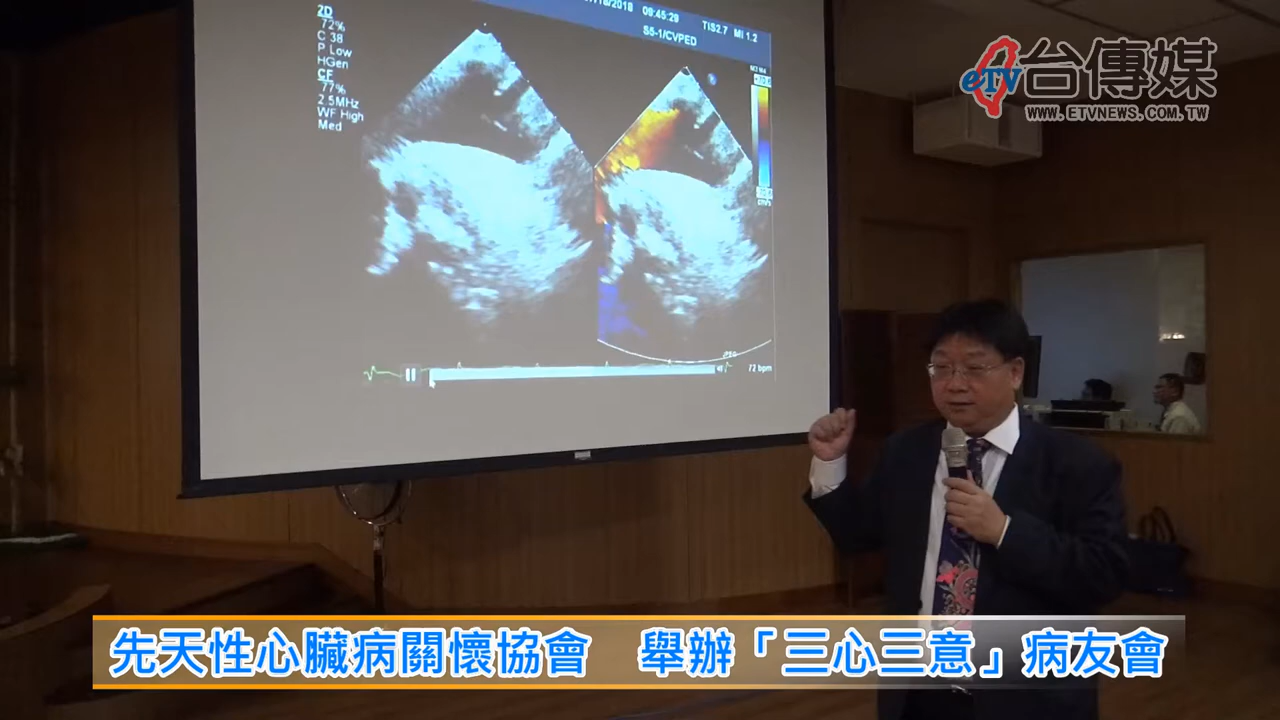 2D
72%
C 38
P Low
HGen
CF
77%
2.5MHz
WF High
Med
/2018 09:45:29
TIS2.7 MI 1.2
S5-1/CVPED
JPEG
72 bpm
eTV台傳媒
WWW.ETVNEWS.COM.TW
先天性心臟病關懷協會 舉辦「三心三意」病友會